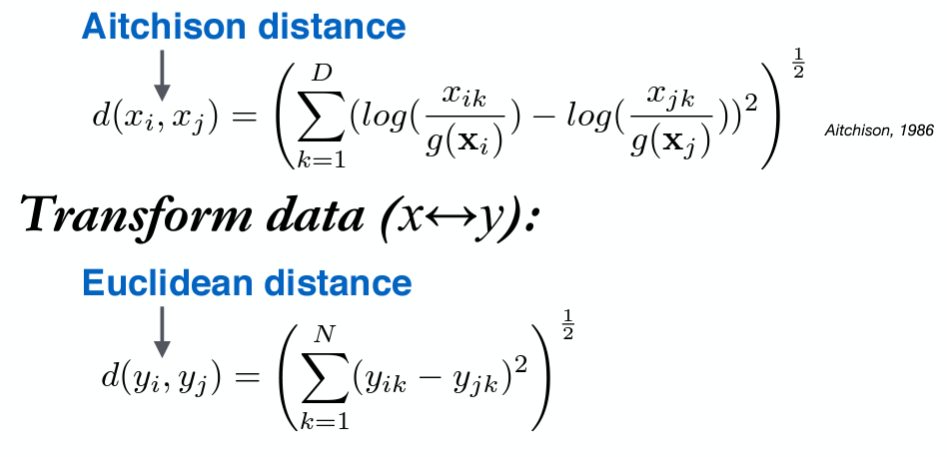 Aitchison distance
d(x_i, x_j) = \left( \sum_{k=1}^{D} (log(\frac{x_{ik}}{g(\mathbf{x}_i)}) - log(\frac{x_{jk}}{g(\mathbf{x}_j)}))^2 \right)^{\frac{1}{2}}
Aitchison, 1986
Transform data (x↔y):
Euclidean distance
d(y_i, y_j) = \left( \sum_{k=1}^{N} (y_{ik} - y_{jk})^2 \right)^{\frac{1}{2}}